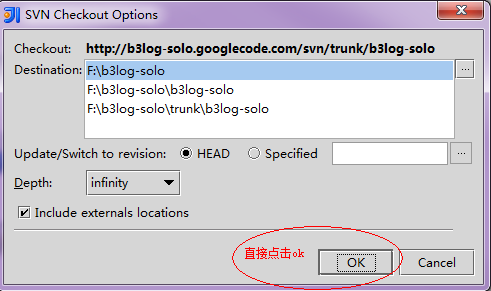 SVN Checkout Options
Checkout: http://b3log-solo.googlecode.com/svn/trunk/b3log-solo
Destination: F:\b3log-solo
F:\b3log-solo\b3log-solo
F:\b3log-solo\trunk\b3log-solo
...
Update/Switch to revision: HEAD Specified ...
Depth: infinity
Include externals locations
直接点击ok
OK Cancel